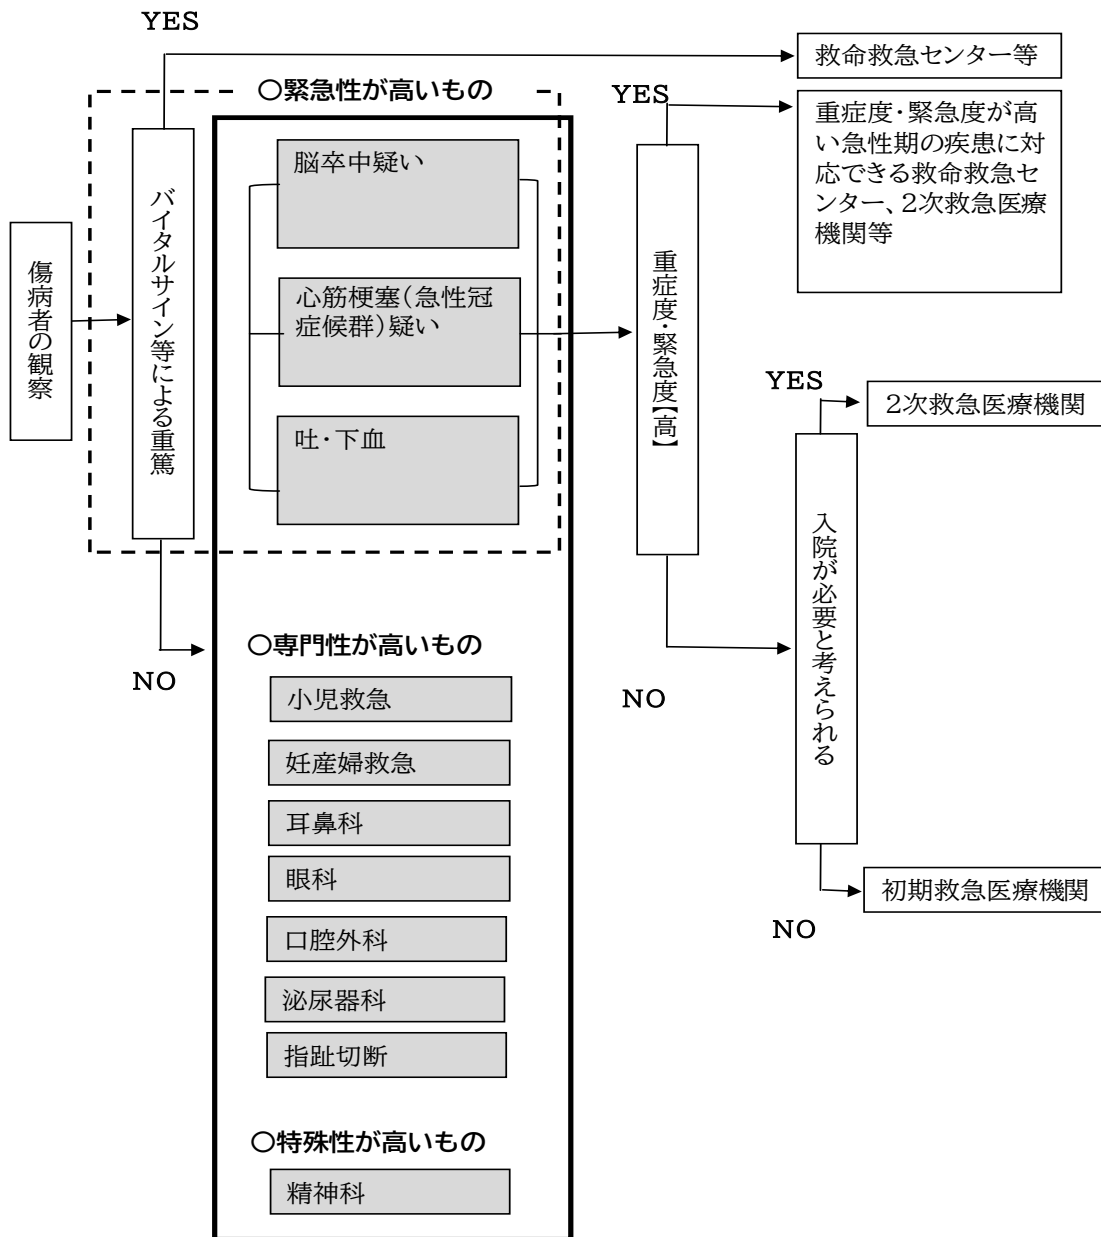 YES
救命救急センター等
○緊急性が高いもの
YES
重症度・緊急度が高
い急性期の疾患に対
応できる救命救急セ
ンター、2次救急医療
機関等
脳卒中疑い
傷病者の観察
バイタルサイン等による重篤
心筋梗塞(急性冠
症候群)疑い
重症度・緊急度【高】
YES
2次救急医療機関
吐・下血
入院が必要と考えられる
○専門性が高いもの
NO
NO
小児救急
妊産婦救急
耳鼻科
眼科
初期救急医療機関
NO
口腔外科
泌尿器科
指趾切断
○特殊性が高いもの
精神科